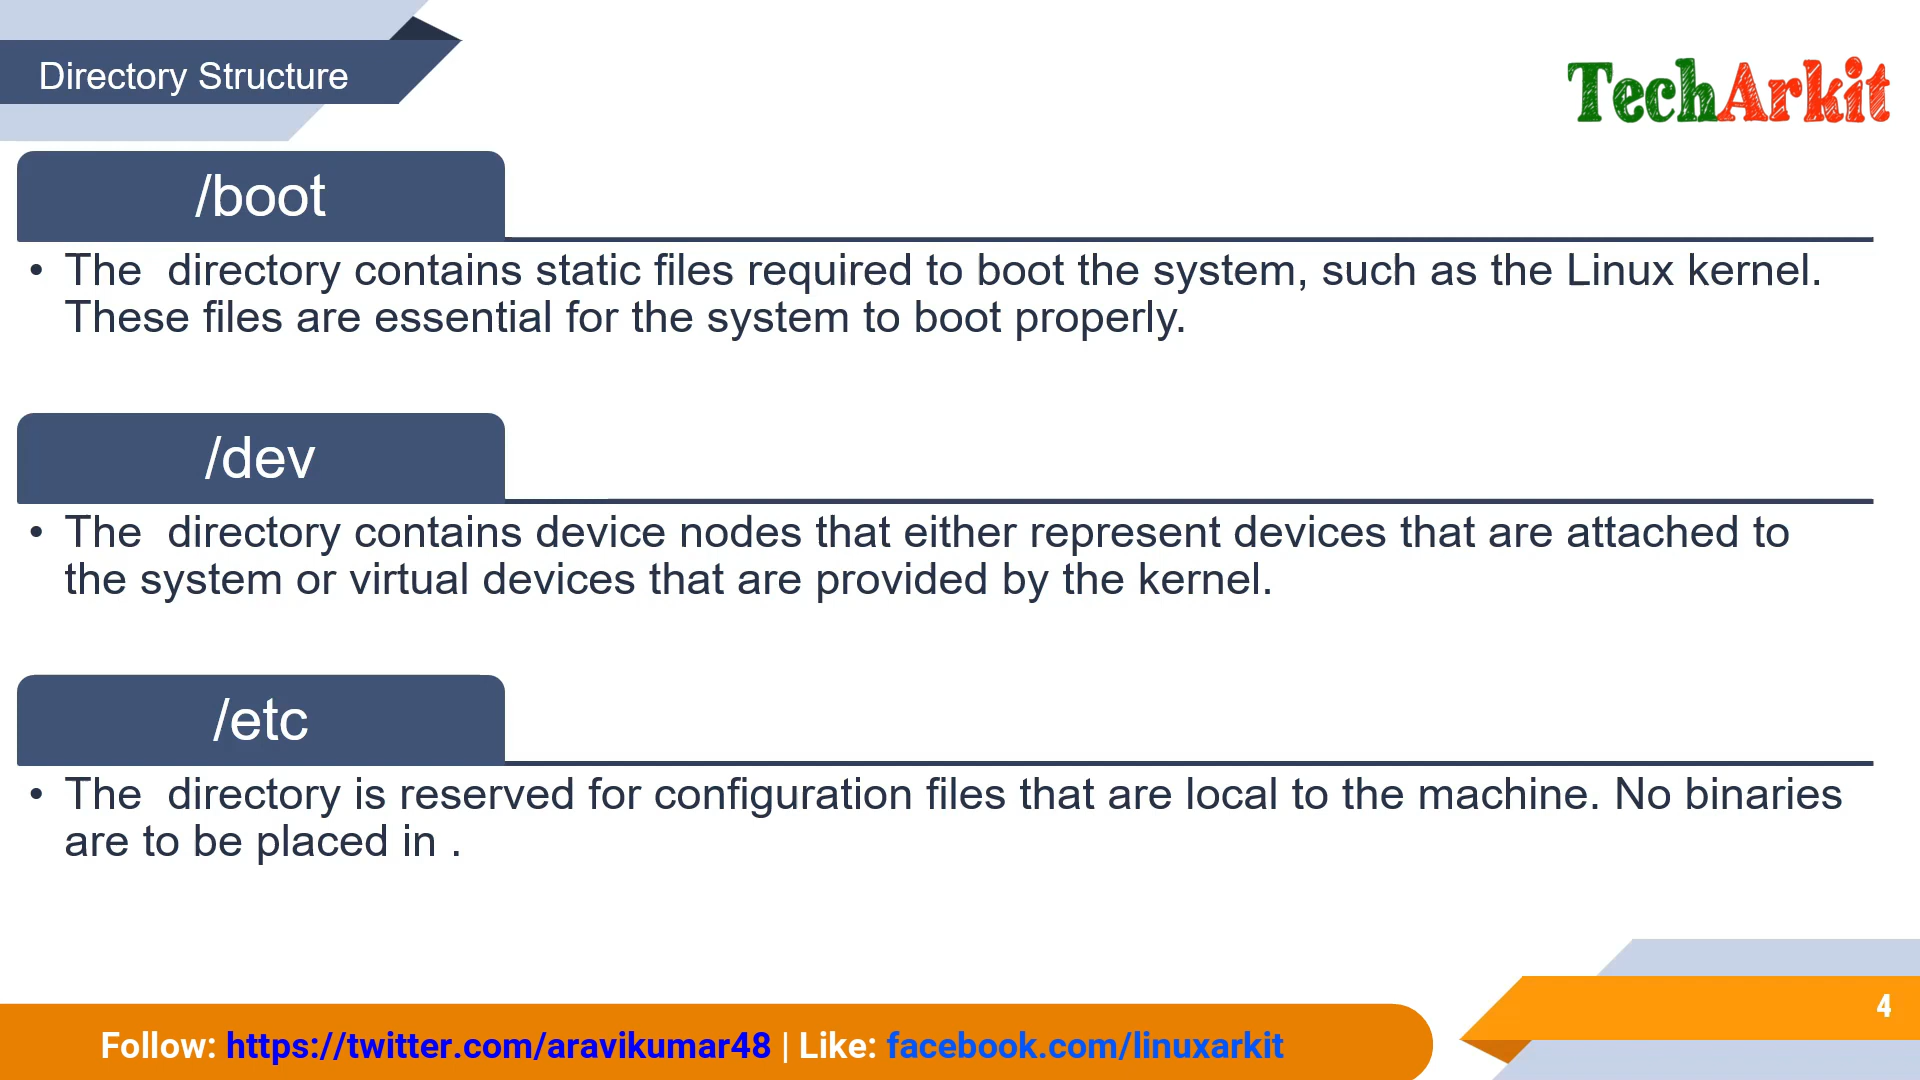 Directory Structure
TechArkit
/boot
• The  directory contains static files required to boot the system, such as the Linux kernel.
These files are essential for the system to boot properly.
/dev
• The  directory contains device nodes that either represent devices that are attached to
the system or virtual devices that are provided by the kernel.
/etc
• The  directory is reserved for configuration files that are local to the machine. No binaries
are to be placed in .
4
Follow: https://twitter.com/aravikumar48 | Like: facebook.com/linuxarkit